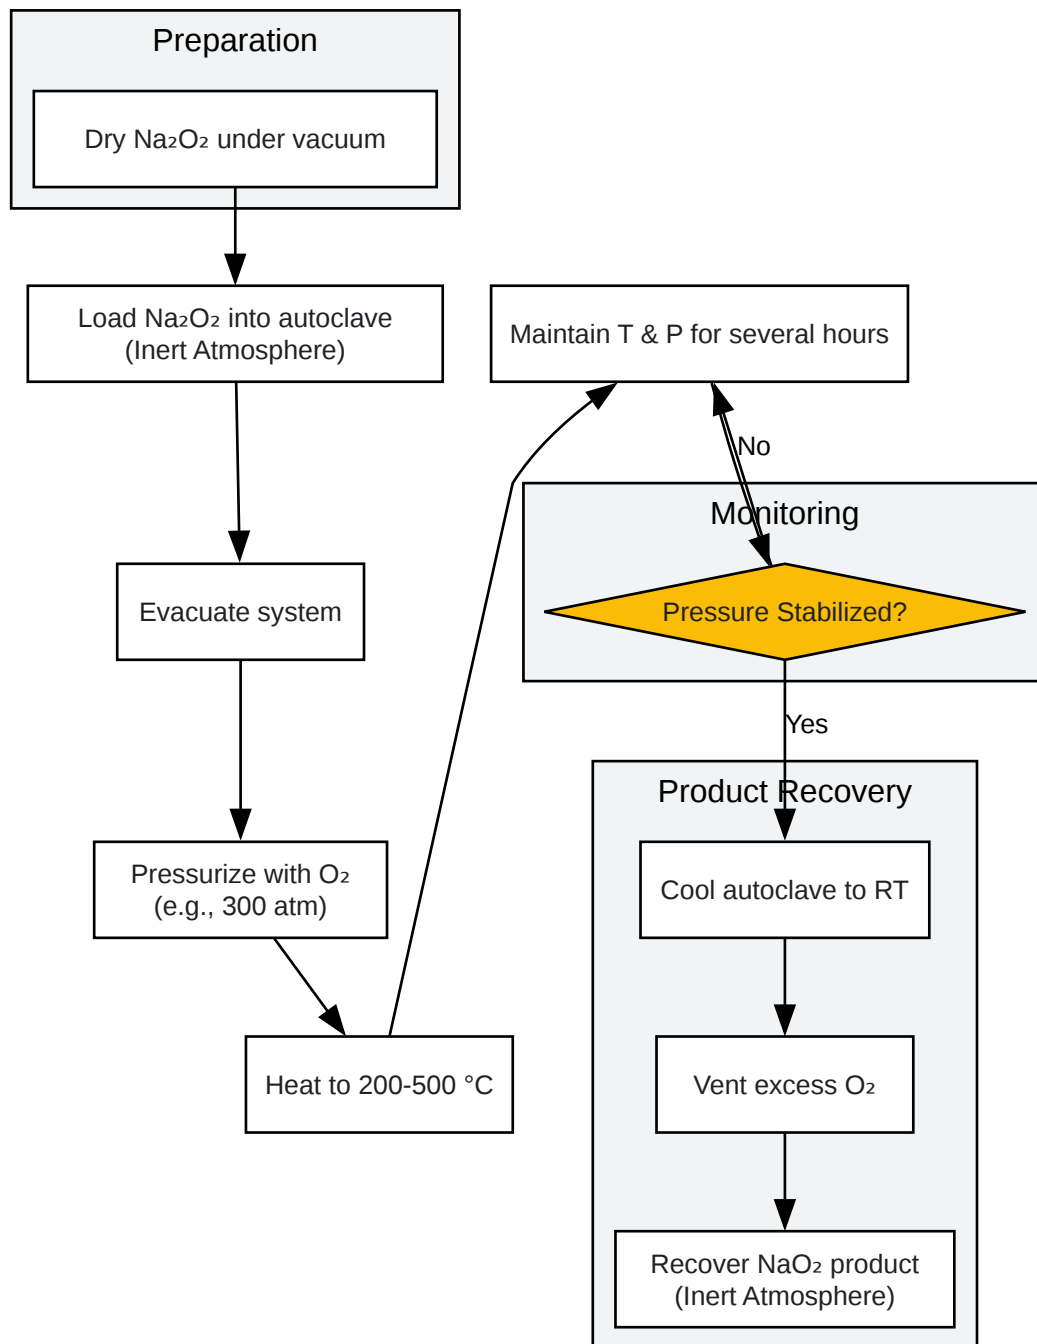 Preparation
Dry Na₂O₂ under vacuum
Load Na₂O₂ into autoclave
(Inert Atmosphere)
Evacuate system
Pressurize with O₂
(e.g., 300 atm)
Heat to 200-500 °C
Maintain T & P for several hours
No
Monitoring
Pressure Stabilized?
Yes
Product Recovery
Cool autoclave to RT
Vent excess O₂
Recover NaO₂ product
(Inert Atmosphere)